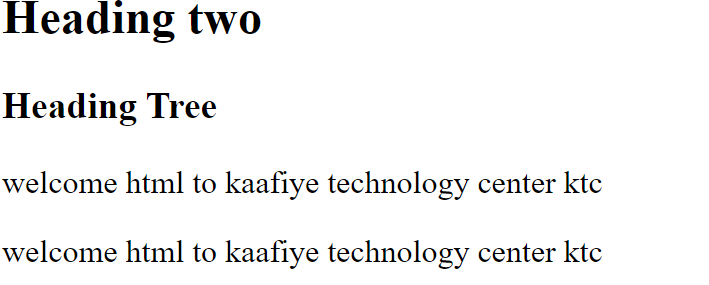 Heading two
Heading Tree
welcome html to kaafiye technology center ktc
welcome html to kaafiye technology center ktc